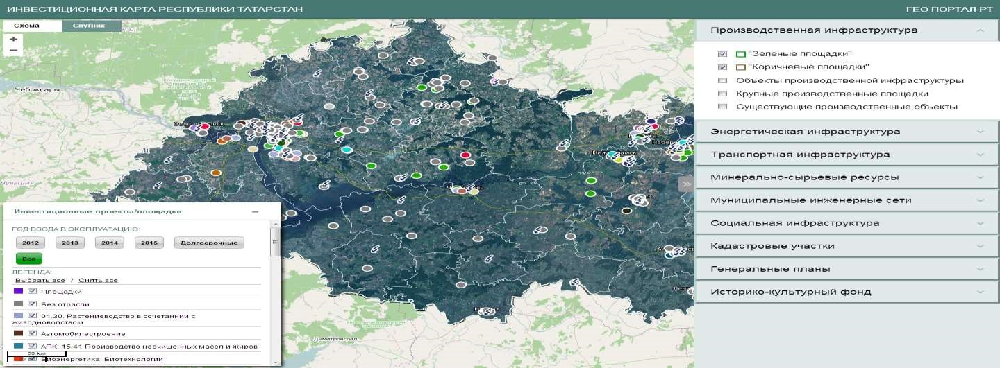 ИНВЕСТИЦИОННАЯ КАРТА РЕСПУБЛИКИ ТАТАРСТАН
ГЕО ПОРТАЛ РТ
Схема
Спутник
+
−
Чебоксары
Чувашия
Димитровград
Инвестиционные проекты/площадки
ГОД ВВОДА В ЭКСПЛУАТАЦИЮ:
2012 2013 2014 2015 Долгосрочные
Все
ЛЕГЕНДА:
Выбрать все / Снять все
Площадки
Без отрасли
01.30. Растениеводство в сочетаннии с
живодноводством
Автомобилестроение
АПК, 15.41 Производство неочищенных масел и жиров
50 km
Биоэнергетика, Биотехнологии
Производственная инфраструктура
"Зеленые площадки"
"Коричневые площадки"
Объекты производственной инфраструктуры
Крупные производственные площадки
Существующие производственные объекты
Энергетическая инфраструктура
Транспортная инфраструктура
Минерально-сырьевые ресурсы
Муниципальные инженерные сети
Социальная инфраструктура
Кадастровые участки
Генеральные планы
Историко-культурный фонд